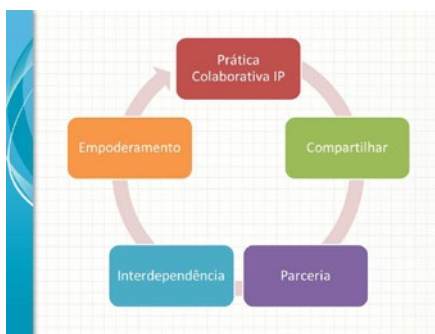 Prática
Colaborativa IP
Compartilhar
Parceria
Interdependência
Empoderamento